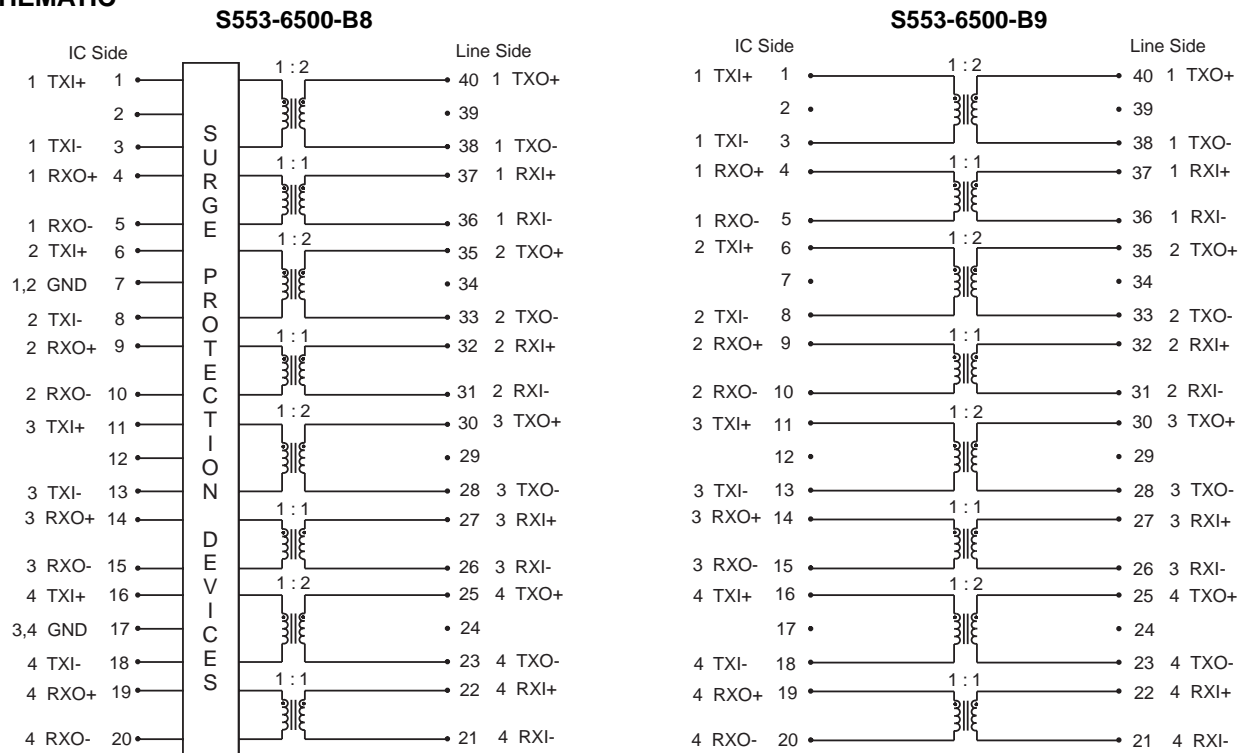 HEMATIC
S553-6500-B8
IC Side
Line Side
1 TXI+ 1 1 : 2 40 1 TXO+
2 39
1 TXI- 3 38 1 TXO-
1 RXO+ 4 1 : 1 37 1 RXI+
1 RXO- 5 36 1 RXI-
2 TXI+ 6 1 : 2 35 2 TXO+
1,2 GND 7 34
2 TXI- 8 33 2 TXO-
2 RXO+ 9 1 : 1 32 2 RXI+
2 RXO- 10 31 2 RXI-
3 TXI+ 11 1 : 2 30 3 TXO+
12 29
3 TXI- 13 28 3 TXO-
3 RXO+ 14 1 : 1 27 3 RXI+
3 RXO- 15 26 3 RXI-
4 TXI+ 16 1 : 2 25 4 TXO+
3,4 GND 17 24
4 TXI- 18 23 4 TXO-
4 RXO+ 19 1 : 1 22 4 RXI+
4 RXO- 20 21 4 RXI-
SURGE PROTECTION DEVICES
S553-6500-B9
IC Side
Line Side
1 TXI+ 1 1 : 2 40 1 TXO+
2 39
1 TXI- 3 38 1 TXO-
1 RXO+ 4 1 : 1 37 1 RXI+
1 RXO- 5 36 1 RXI-
2 TXI+ 6 1 : 2 35 2 TXO+
7 34
2 TXI- 8 33 2 TXO-
2 RXO+ 9 1 : 1 32 2 RXI+
2 RXO- 10 31 2 RXI-
3 TXI+ 11 1 : 2 30 3 TXO+
12 29
3 TXI- 13 28 3 TXO-
3 RXO+ 14 1 : 1 27 3 RXI+
3 RXO- 15 26 3 RXI-
4 TXI+ 16 1 : 2 25 4 TXO+
17 24
4 TXI- 18 23 4 TXO-
4 RXO+ 19 1 : 1 22 4 RXI+
4 RXO- 20 21 4 RXI-